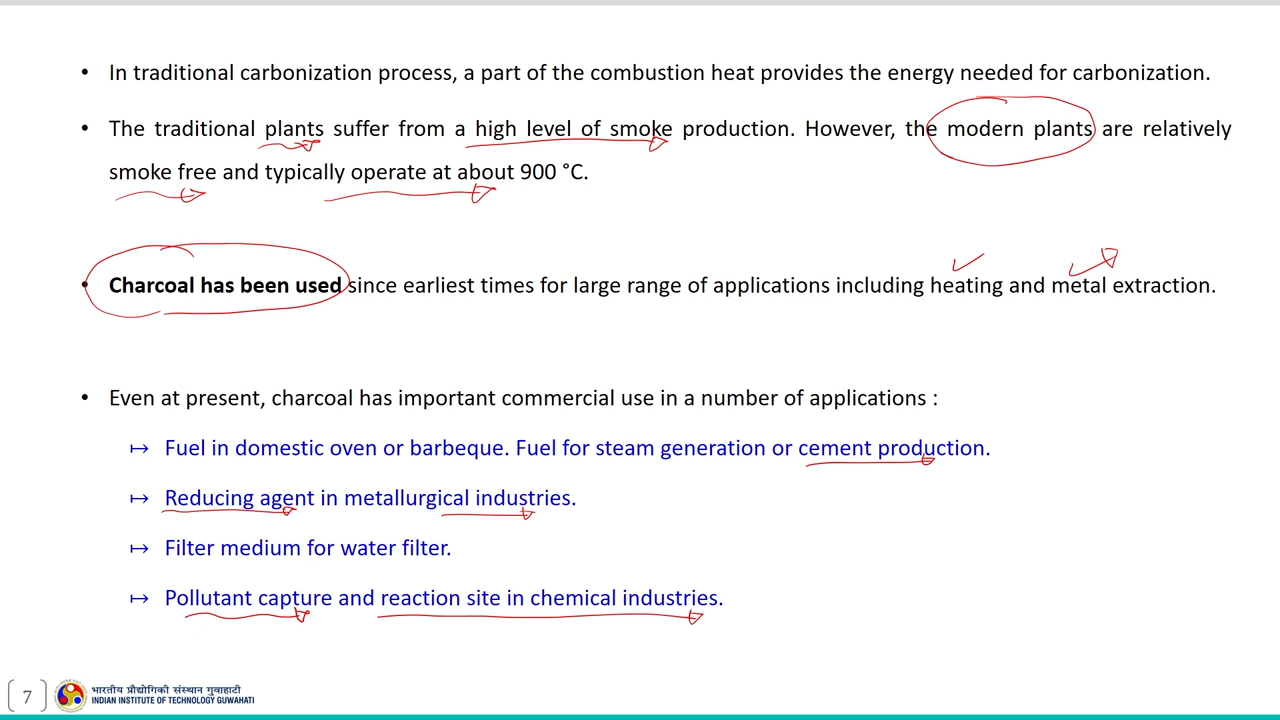 • In traditional carbonization process, a part of the combustion heat provides the energy needed for carbonization.
• The traditional plants suffer from a high level of smoke production. However, the modern plants are relatively
smoke free and typically operate at about 900 °C.
• Charcoal has been used since earliest times for large range of applications including heating and metal extraction.
• Even at present, charcoal has important commercial use in a number of applications :
↦ Fuel in domestic oven or barbeque. Fuel for steam generation or cement production.
↦ Reducing agent in metallurgical industries.
↦ Filter medium for water filter.
↦ Pollutant capture and reaction site in chemical industries.
7
भारतीय प्रौद्योगिकी संस्थान गुवाहाटी
INDIAN INSTITUTE OF TECHNOLOGY GUWAHATI